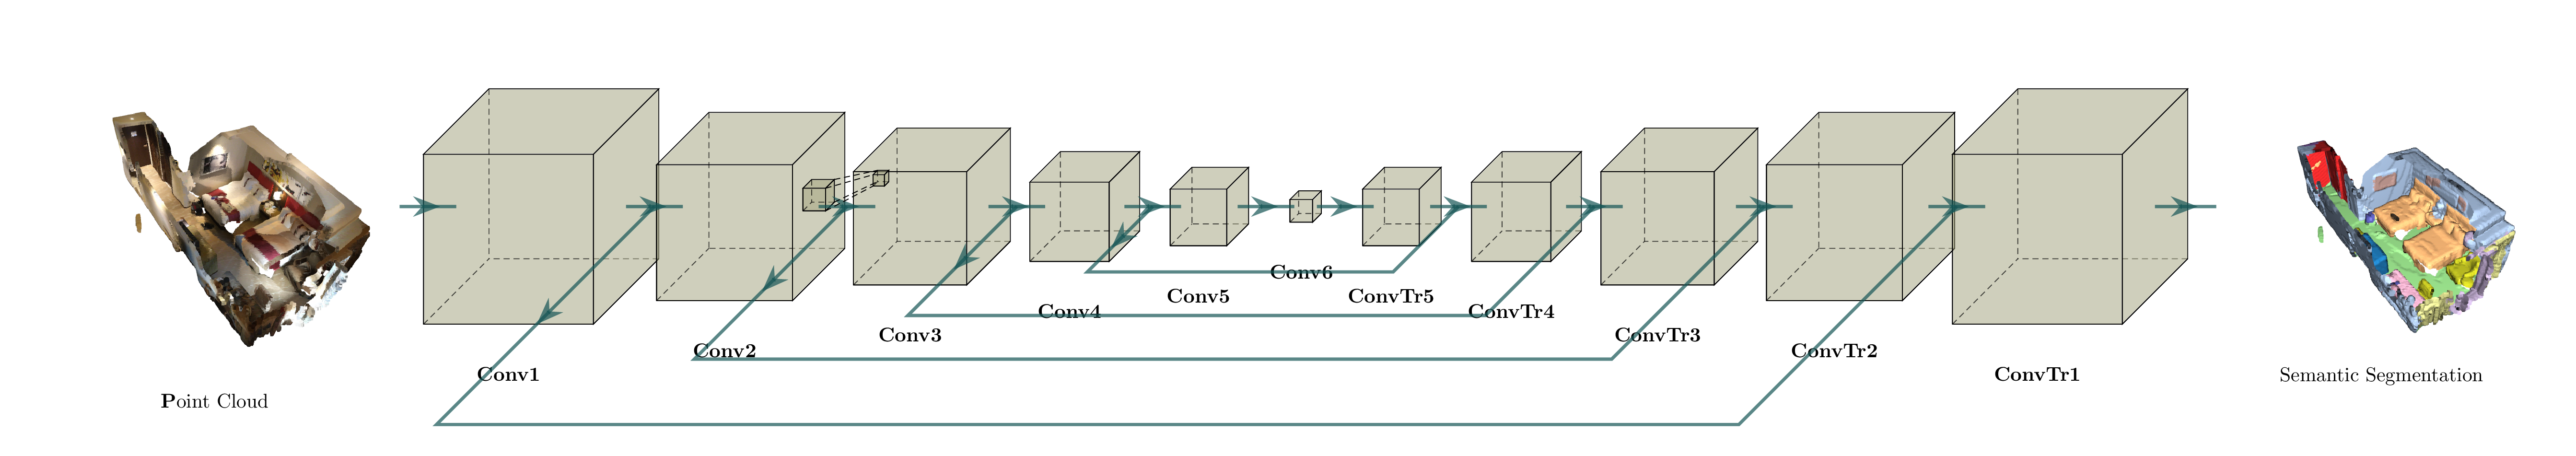 Conv1
Conv2
Conv3
Conv4
Conv5
Conv6
ConvTr5
ConvTr4
ConvTr3
ConvTr2
ConvTr1
Point Cloud
Semantic Segmentation